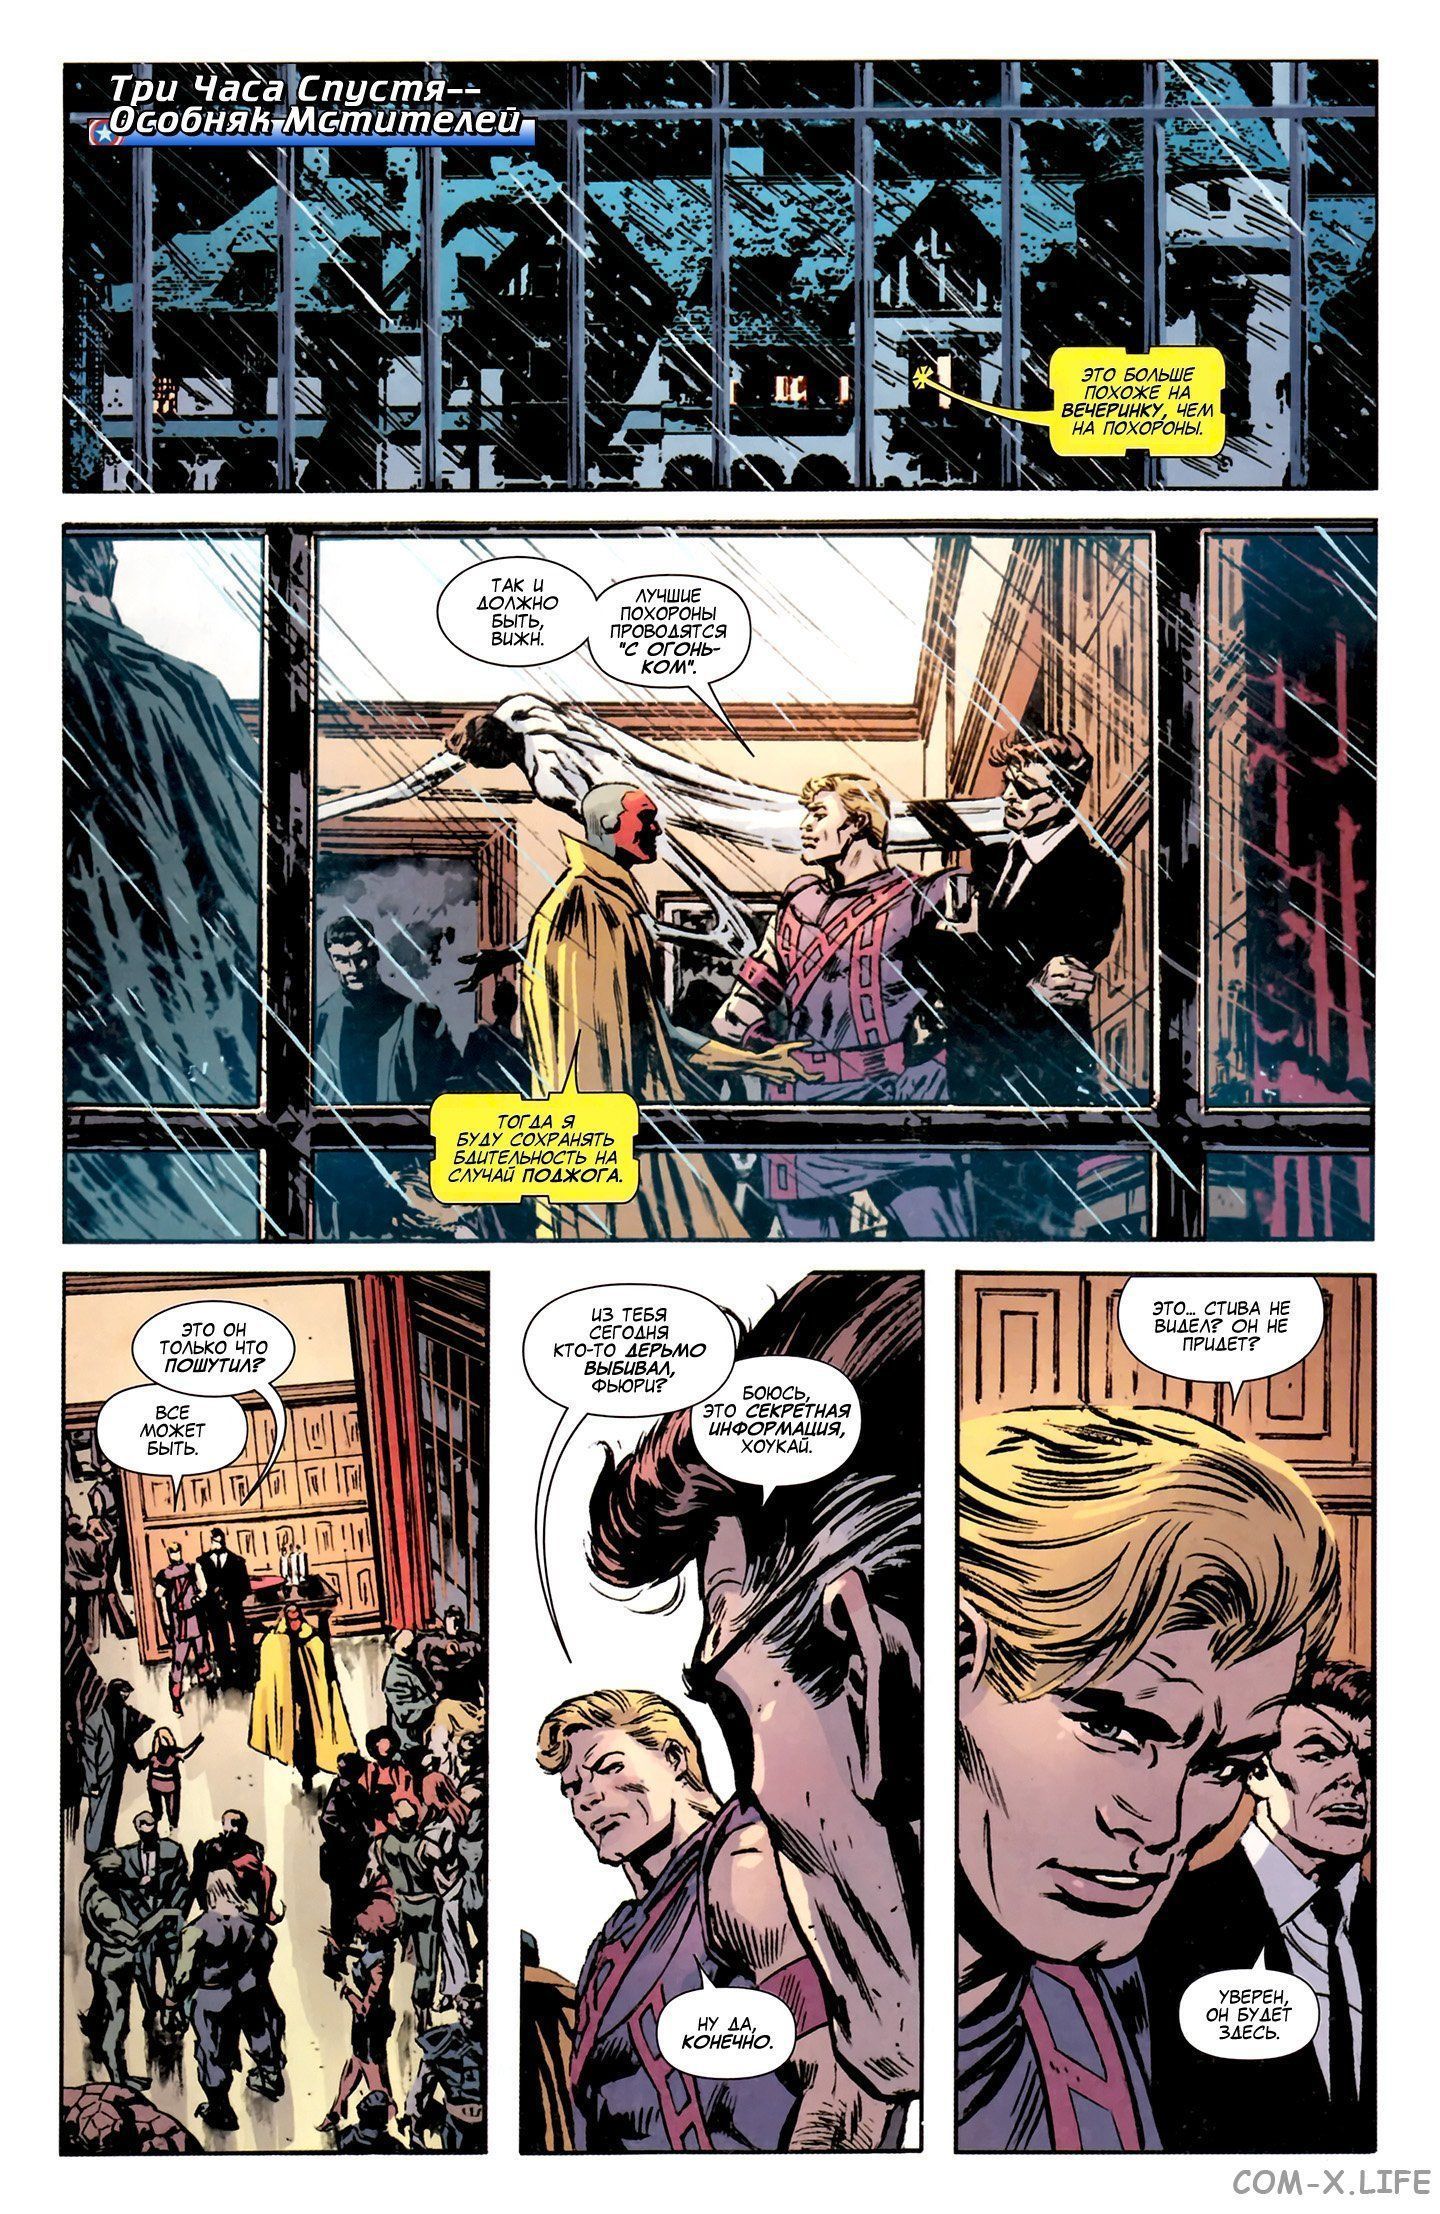 Три Часа Спустя--
Особняк Мстителей
ЭТО БОЛЬШЕ
ПОХОЖЕ НА
ВЕЧЕРИНКУ, ЧЕМ
НА ПОХОРОНЫ.
ТАК И
ДОЛЖНО
БЫТЬ,
ВИЖН.
ЛУЧШИЕ
ПОХОРОНЫ
ПРОВОДЯТСЯ
"С ОГОНЬ-
КОМ".
ТОГДА Я
БУДУ СОХРАНЯТЬ
БДИТЕЛЬНОСТЬ НА
СЛУЧАЙ ПОДЖОГА.
ЭТО ОН
ТОЛЬКО ЧТО
ПОШУТИЛ?
ВСЕ
МОЖЕТ
БЫТЬ.
ИЗ ТЕБЯ
СЕГОДНЯ
КТО-ТО ДЕРЬМО
ВЫБИВАЛ,
ФЬЮРИ?
БОЮСЬ,
ЭТО СЕКРЕТНАЯ
ИНФОРМАЦИЯ,
ХОУКАЙ.
НУ ДА,
КОНЕЧНО.
ЭТО... СТИВА НЕ
ВИДЕЛ? ОН НЕ
ПРИДЕТ?
УВЕРЕН,
ОН БУДЕТ
ЗДЕСЬ.
COM-X.LIFE